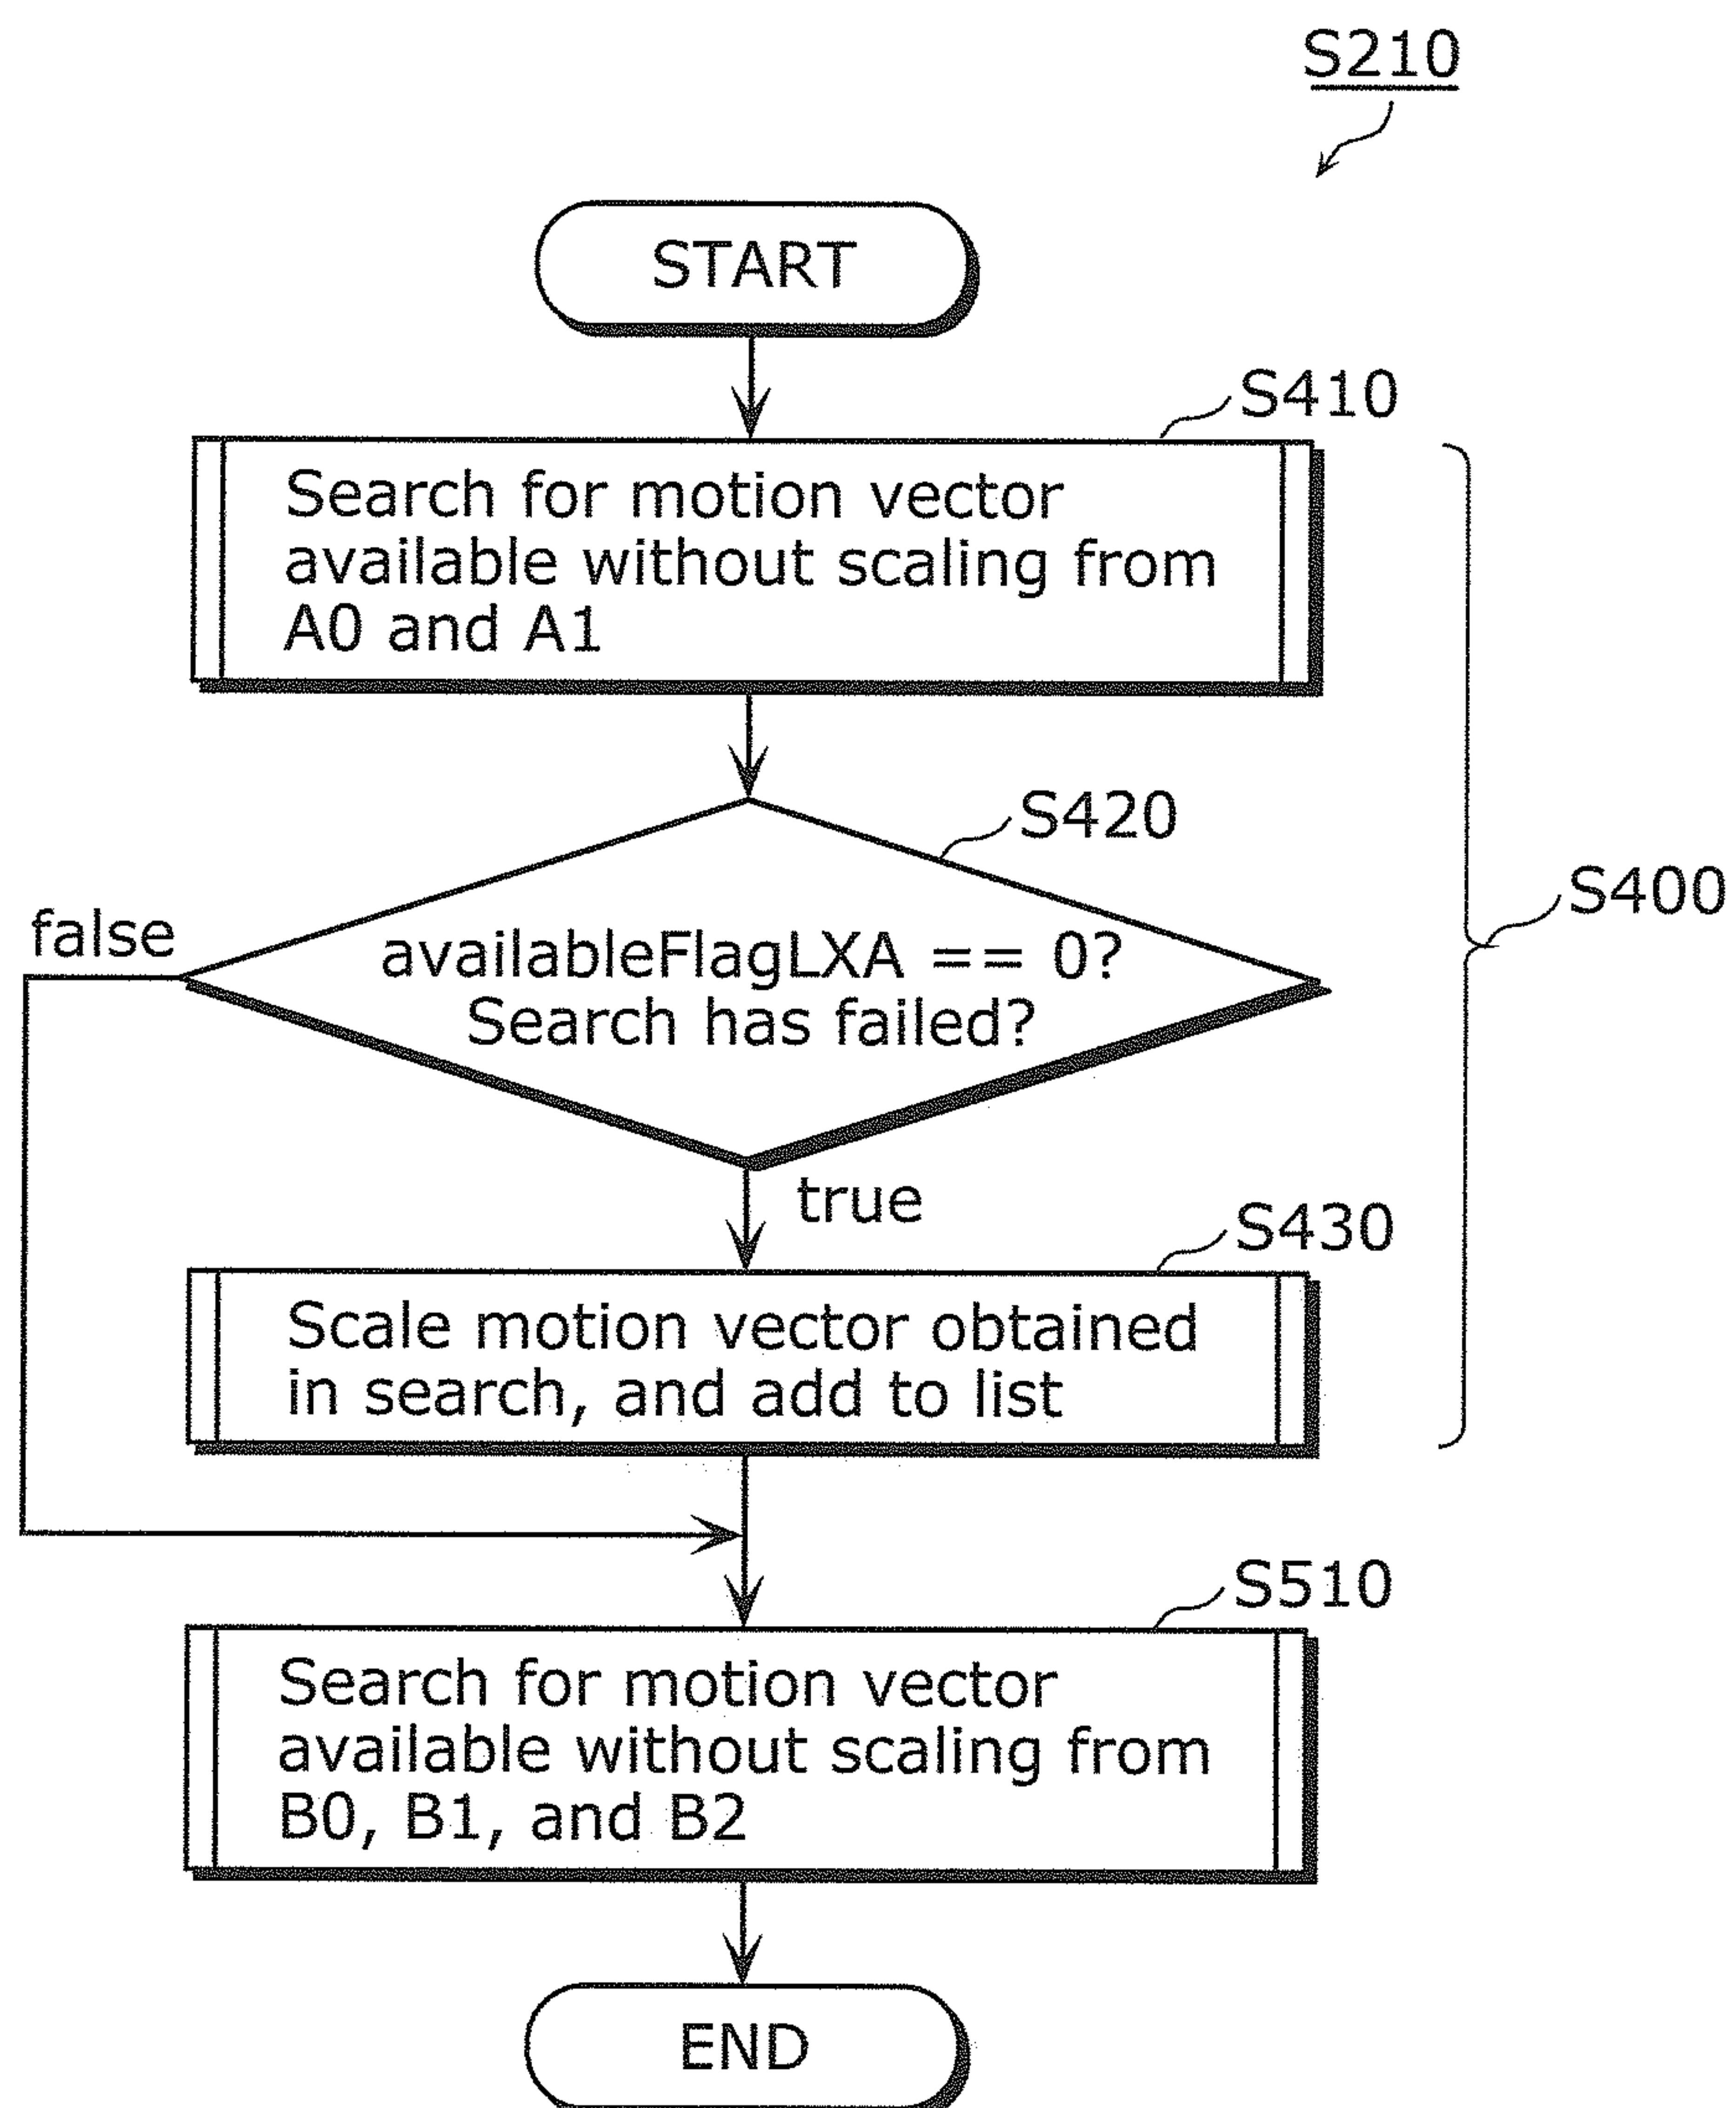 S210
START
S410
Search for motion vector
available without scaling from
A0 and A1
S420
S400
false
availableFlagLXA == 0?
Search has failed?
true
S430
Scale motion vector obtained
in search, and add to list
S510
Search for motion vector
available without scaling from
B0, B1, and B2
END